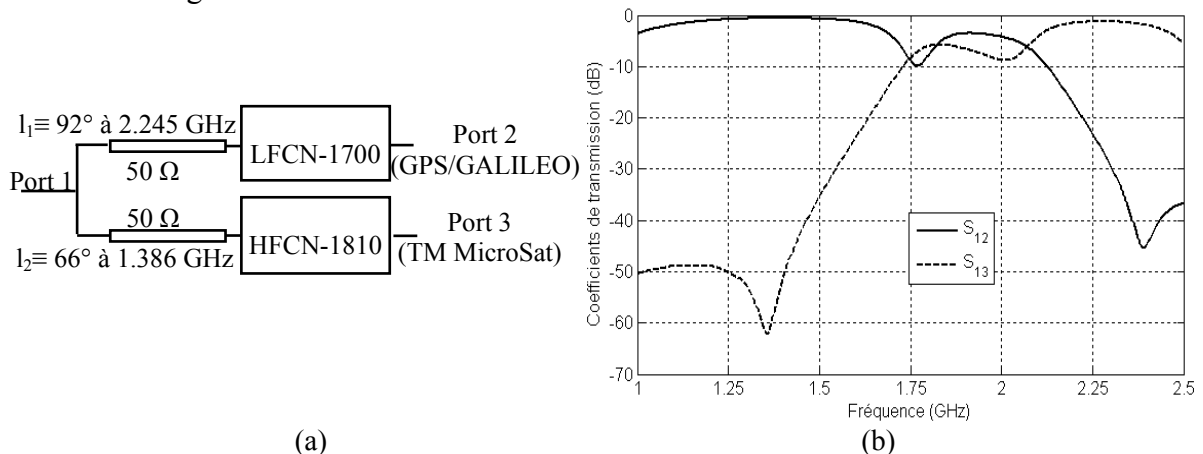 l₁≡ 92° à 2.245 GHz
LFCN-1700
Port 2
(GPS/GALILEO)
50 Ω
Port 1
50 Ω
HFCN-1810
Port 3
(TM MicroSat)
l₂≡ 66° à 1.386 GHz
(a)
Coefficients de transmission (dB)
0
-10
-20
-30
-40
-50
-60
-70
S₁₂
S₁₃
1 1.25 1.5 1.75 2 2.25 2.5
Fréquence (GHz)
(b)